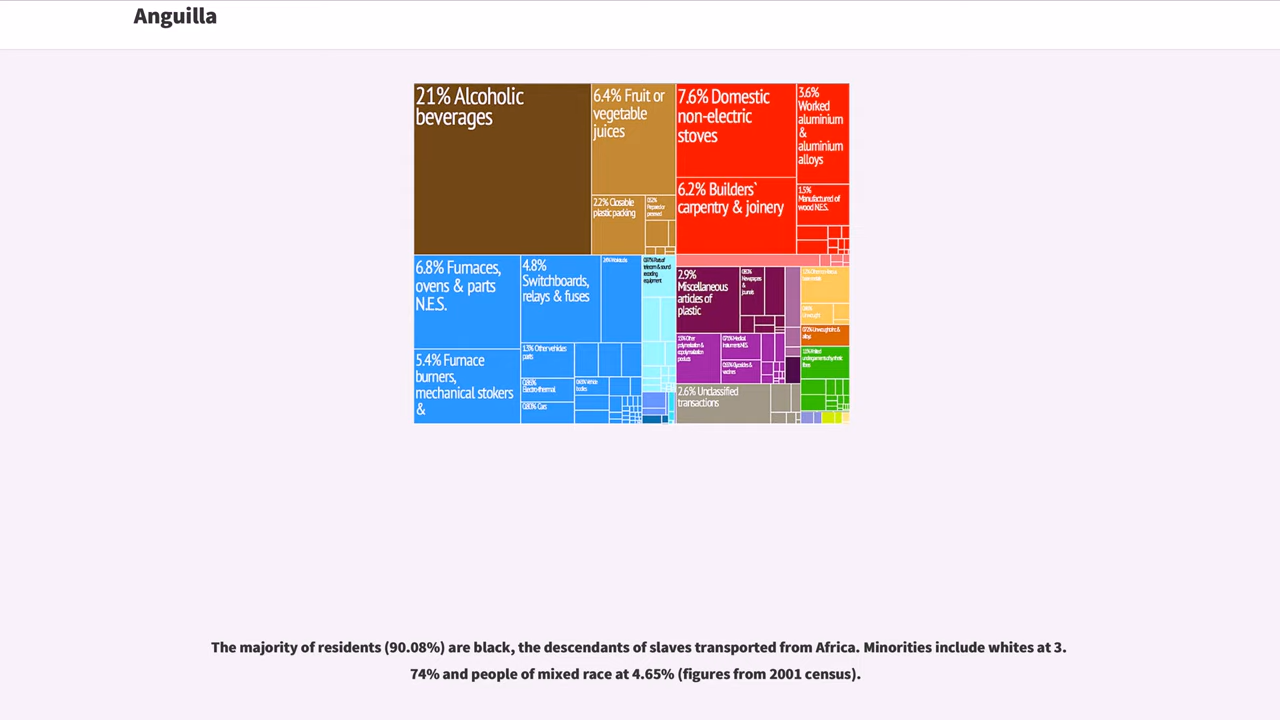 Anguilla
21% Alcoholic
beverages
6.4% Fruit or
vegetable
juices
2.2% Closable
plastic packing
7.6% Domestic
non-electric
stoves
6.2% Builders`
carpentry & joinery
3.6%
Worked
aluminium
&
aluminium
alloys
1.5%
Manufactured of
wood N.E.S.
6.8% Furnaces,
ovens & parts
N.E.S.
5.4% Furnace
burners,
mechanical stokers
&
4.8%
Switchboards,
relays & fuses
1.3% Other vehicles
parts
Electro-thermal
Cars
2.9%
Miscellaneous
articles of
plastic
Newspapers
&
journals
2.6% Unclassified
transactions
The majority of residents (90.08%) are black, the descendants of slaves transported from Africa. Minorities include whites at 3.
74% and people of mixed race at 4.65% (figures from 2001 census).